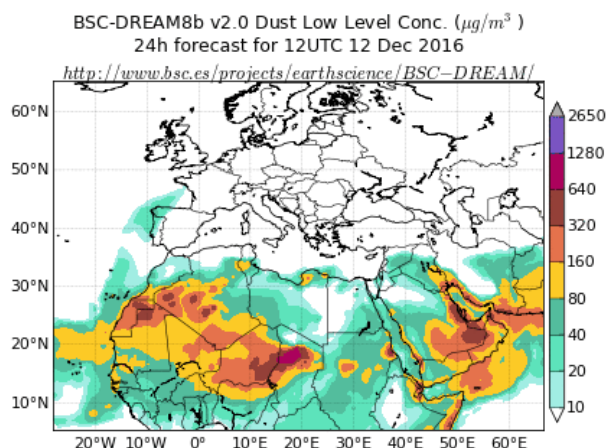 BSC-DREAM8b v2.0 Dust Low Level Conc. (μg/m³ )
24h forecast for 12UTC 12 Dec 2016
http://www.bsc.es/projects/earthscience/BSC−DREAM/
60°N
50°N
40°N
30°N
20°N
10°N
20°W 10°W 0° 10°E 20°E 30°E 40°E 50°E 60°E
2650
1280
640
320
160
80
40
20
10